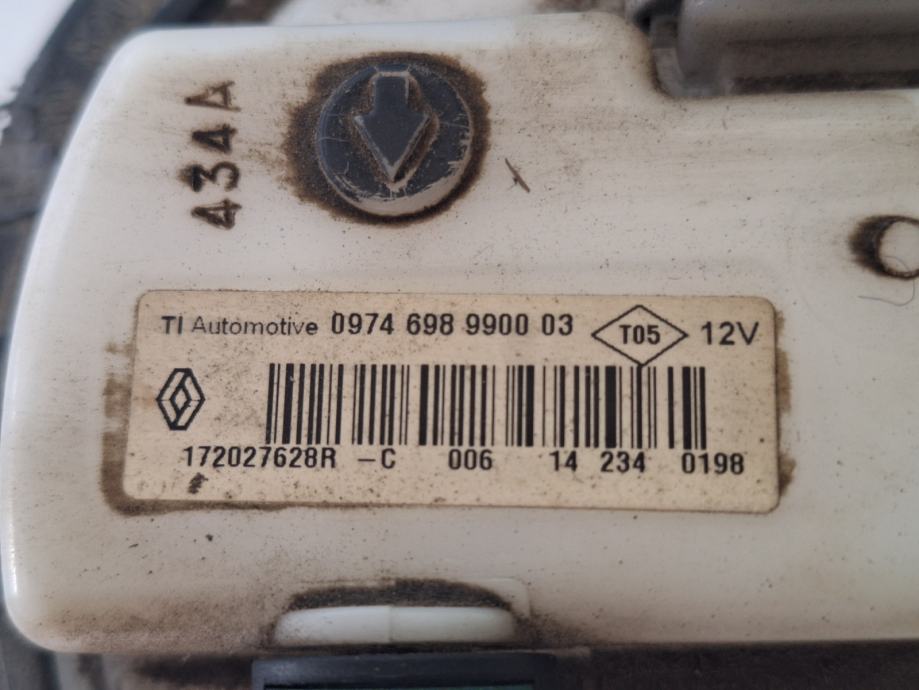 434A
TI Automotive 0974 698 9900 03 T05 12V
172027628R -C 006 14 234 0198